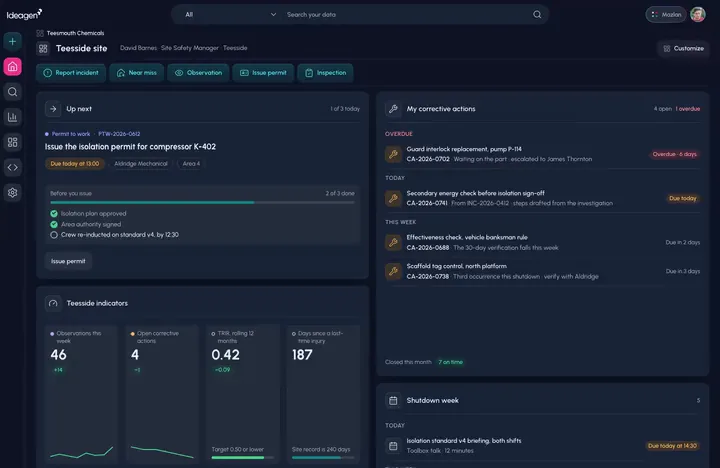 Ideagen
All
Search your data
Mazlan
Teesmouth Chemicals
Teesside site
David Barnes · Site Safety Manager · Teesside
Customize
Report incident
Near miss
Observation
Issue permit
Inspection
Up next
1 of 3 today
Permit to work · PTW-2026-0612
Issue the isolation permit for compressor K-402
Due today at 13:00
Aldridge Mechanical
Area 4
Before you issue
2 of 3 done
Isolation plan approved
Area authority signed
Crew re-inducted on standard v4, by 12:30
Issue permit
Teesside indicators
Observations this week
46
+14
Open corrective actions
4
−1
TRIR, rolling 12 months
0.42
−0.09
Target 0.50 or lower
Days since a lost-time injury
187
Site record is 240 days
My corrective actions
4 open · 1 overdue
OVERDUE
Guard interlock replacement, pump P-114
CA-2026-0702 · Waiting on the part · escalated to James Thornton
Overdue · 6 days
TODAY
Secondary energy check before isolation sign-off
CA-2026-0741 · From INC-2026-0412 · steps drafted from the investigation
Due today
THIS WEEK
Effectiveness check, vehicle banksman rule
CA-2026-0688 · The 30-day verification falls this week
Due in 2 days
Scaffold tag control, north platform
CA-2026-0738 · Third occurrence this shutdown · verify with Aldridge
Due in 3 days
Closed this month
7 on time
Shutdown week
5
TODAY
Isolation standard v4 briefing, both shifts
Toolbox talk · 12 minutes
Due today at 14:30